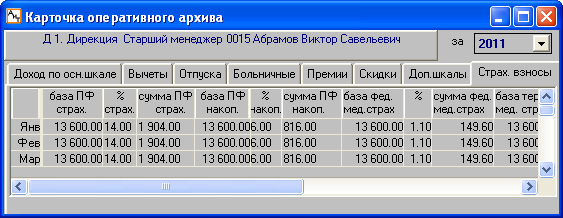 Карточка оперативного архива
Д 1. Дирекция Старший менеджер 0015 Абрамов Виктор Савельевич за 2011
Доход по осн.шкале Вычеты Отпуска Больничные Премии Скидки Доп.шкалы Страх. взносы
база ПФ % сумма ПФ база ПФ % сумма ПФ база фед. % сумма фед. база тер
страх. страх. страх. накоп. накоп. накоп. мед.страх мед.страх. мед. страх
Янв 13 600.00 14.00 1 904.00 13 600.00 6.00 816.00 13 600.00 1.10 149.60 13 600
Фев 13 600.00 14.00 1 904.00 13 600.00 6.00 816.00 13 600.00 1.10 149.60 13 600
Мар 13 600.00 14.00 1 904.00 13 600.00 6.00 816.00 13 600.00 1.10 149.60 13 600